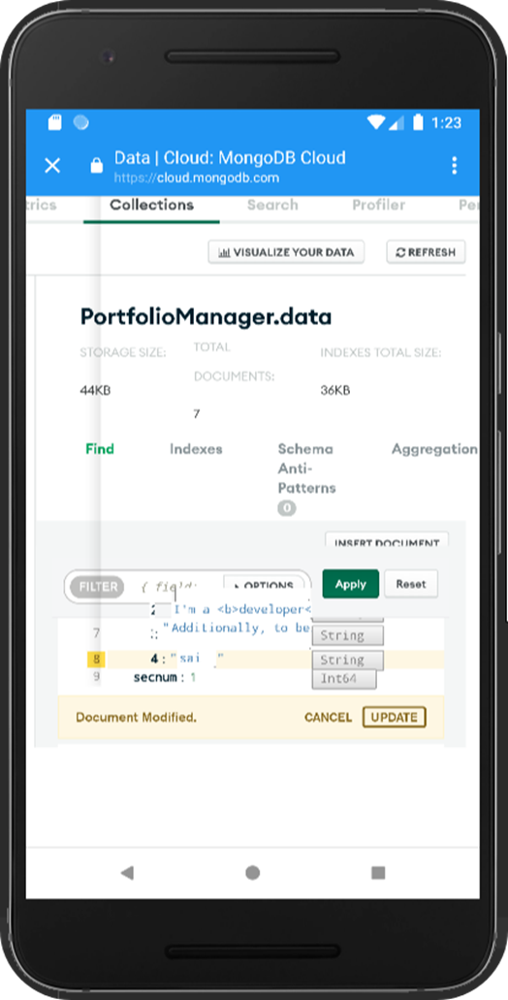 1:23
Data | Cloud: MongoDB Cloud
https://cloud.mongodb.com
trics Collections Search Profiler Pe
VISUALIZE YOUR DATA REFRESH
PortfolioManager.data
STORAGE SIZE: TOTAL DOCUMENTS: INDEXES TOTAL SIZE:
44KB 7 36KB
Find Indexes Schema Anti-Patterns Aggregation
0
INSERT DOCUMENT
FILTER { field: OPTIONS Apply Reset
2 I'm a <b>developer<
7 : "Additionally, to be String
8 4 : "sai " String
9 secnum : 1 Int64
Document Modified. CANCEL UPDATE